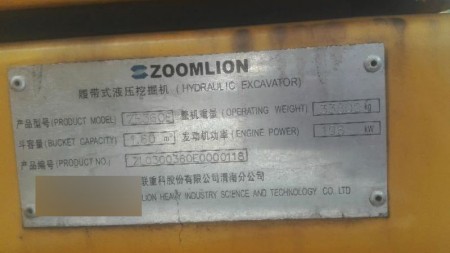 ZOOMLION
履带式液压挖掘机 (HYDRAULIC EXCAVATOR)
产品型号(PRODUCT MODEL) 整机重量 (OPERATING WEIGHT) kg
斗容量(BUCKET CAPACITY) 1.60 m³ 发动机功率(ENGINE POWER) kW
产品编号(PRODUCT NO.)
联重科股份有限公司渭南分公司
LION HEAVY INDUSTRY SCIENCE AND TECHNOLOGY CO., LTD.